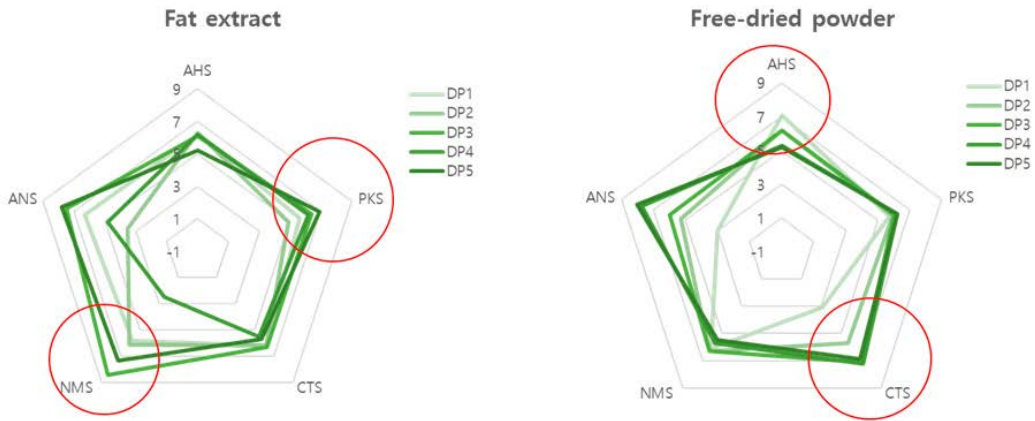 Fat extract
AHS
9
7
5
3
1
-1
PKS
CTS
NMS
ANS
DP1
DP2
DP3
DP4
DP5
Free-dried powder
AHS
9
7
5
3
1
-1
PKS
CTS
NMS
ANS
DP1
DP2
DP3
DP4
DP5